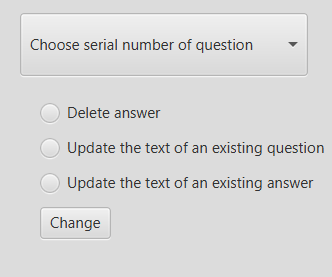 Choose serial number of question
Delete answer
Update the text of an existing question
Update the text of an existing answer
Change